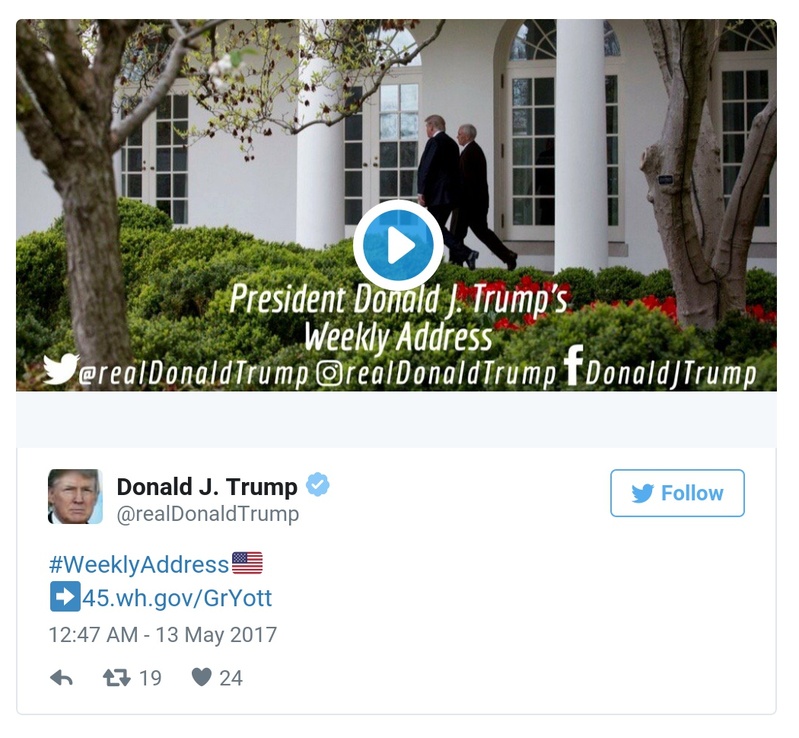 President Donald J. Trump's
Weekly Address
@realDonaldTrump realDonaldTrump DonaldJTrump
Donald J. Trump
@realDonaldTrump
Follow
#WeeklyAddress🇺🇸
➡️45.wh.gov/GrYott
12:47 AM - 13 May 2017
19 24